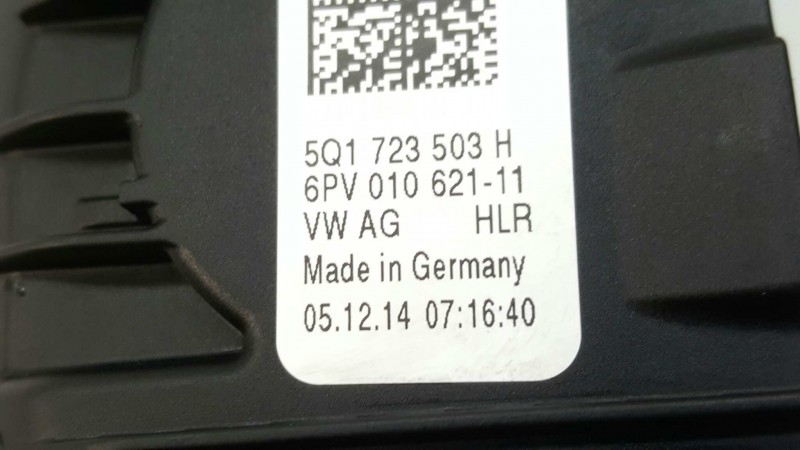 5Q1 723 503 H
6PV 010 621-11
VW AG HLR
Made in Germany
05.12.14 07:16:40